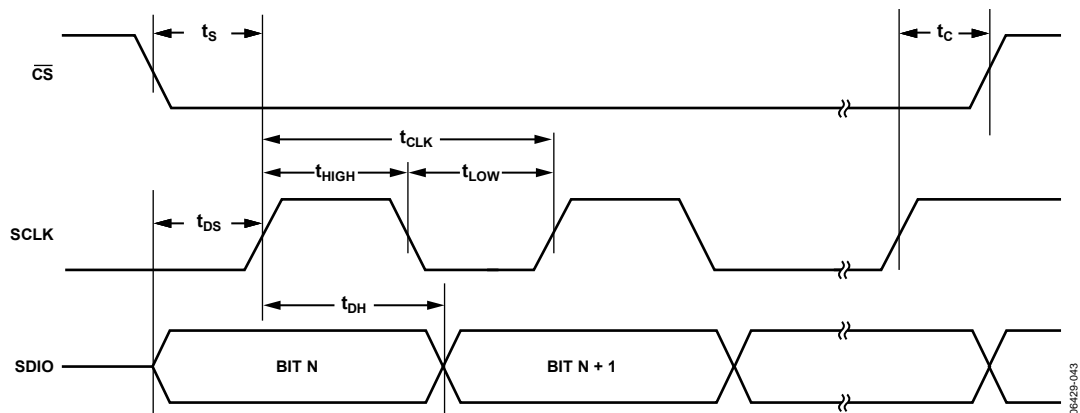 tS
tC
CS
tCLK
tHIGH
tLOW
tDS
SCLK
tDH
SDIO
BIT N
BIT N + 1
06429-043